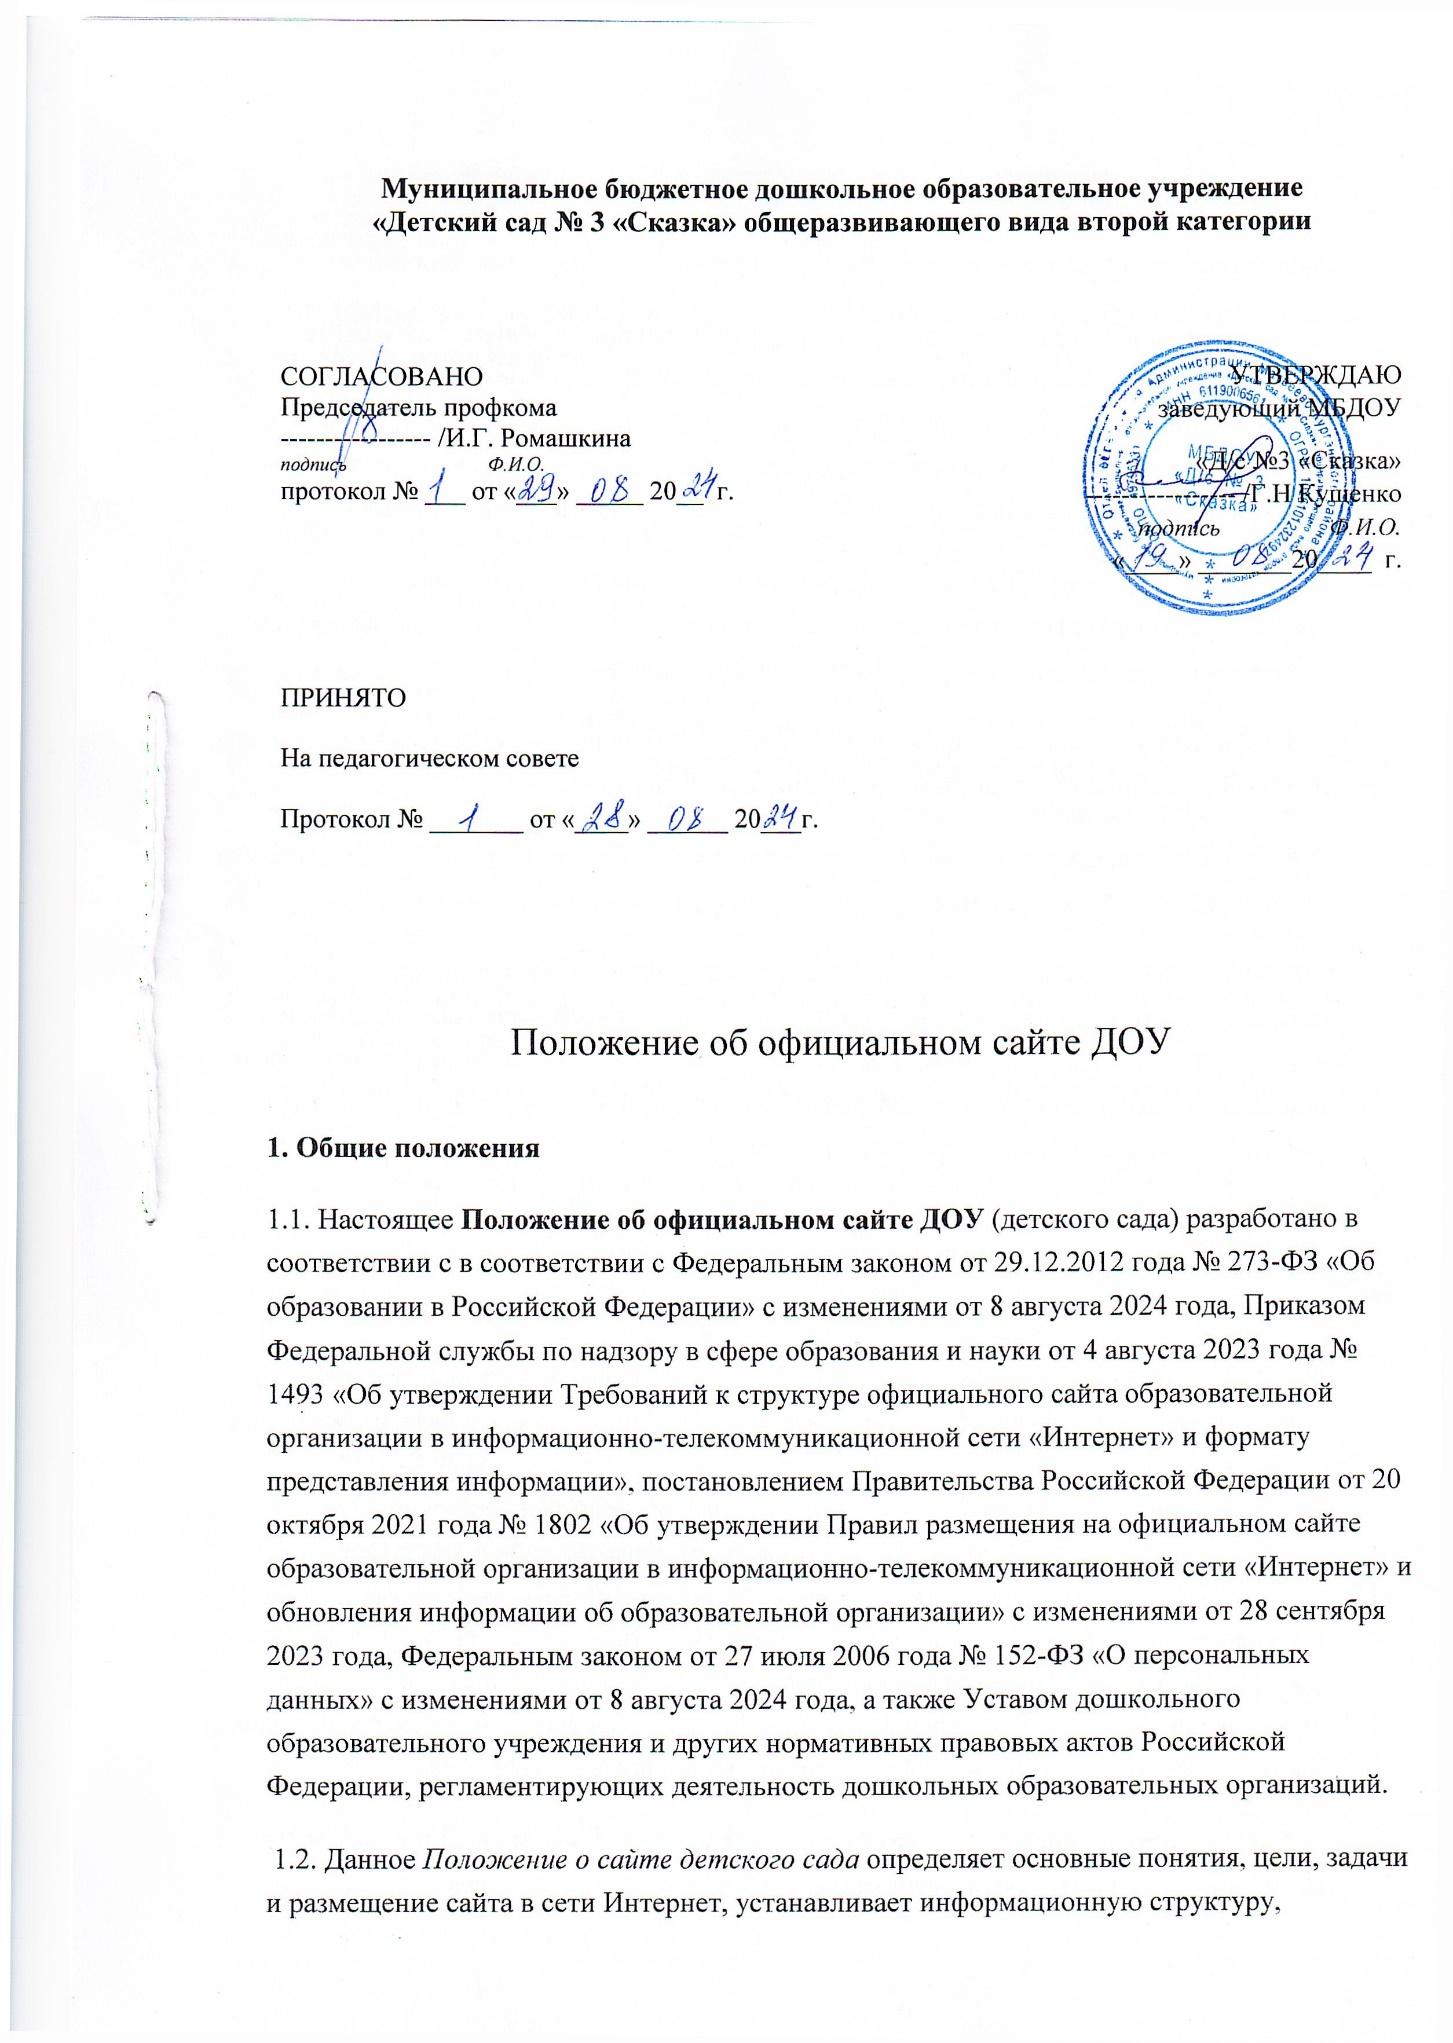 Муниципальное бюджетное дошкольное образовательное учреждение
«Детский сад № 3 «Сказка» общеразвивающего вида второй категории
СОГЛАСОВАНО
Председатель профкома
----------------- /И.Г. Ромашкина
подпись Ф.И.О.
протокол № 1 от «29» 08 2024 г.
УТВЕРЖДАЮ
заведующий МБДОУ
«Д/с №3 «Сказка»
/Г.Н Кущенко
подпись Ф.И.О.
«19» 08 2024 г.
ИНН 6119006561
МБДОУ
«Д/с № 3
«Сказка»
ПРИНЯТО
На педагогическом совете
Протокол № 1 от «28» 08 2024 г.
Положение об официальном сайте ДОУ
1. Общие положения
1.1. Настоящее Положение об официальном сайте ДОУ (детского сада) разработано в
соответствии с в соответствии с Федеральным законом от 29.12.2012 года № 273-ФЗ «Об
образовании в Российской Федерации» с изменениями от 8 августа 2024 года, Приказом
Федеральной службы по надзору в сфере образования и науки от 4 августа 2023 года №
1493 «Об утверждении Требований к структуре официального сайта образовательной
организации в информационно-телекоммуникационной сети «Интернет» и формату
представления информации», постановлением Правительства Российской Федерации от 20
октября 2021 года № 1802 «Об утверждении Правил размещения на официальном сайте
образовательной организации в информационно-телекоммуникационной сети «Интернет» и
обновления информации об образовательной организации» с изменениями от 28 сентября
2023 года, Федеральным законом от 27 июля 2006 года № 152-ФЗ «О персональных
данных» с изменениями от 8 августа 2024 года, а также Уставом дошкольного
образовательного учреждения и других нормативных правовых актов Российской
Федерации, регламентирующих деятельность дошкольных образовательных организаций.
1.2. Данное Положение о сайте детского сада определяет основные понятия, цели, задачи
и размещение сайта в сети Интернет, устанавливает информационную структуру,